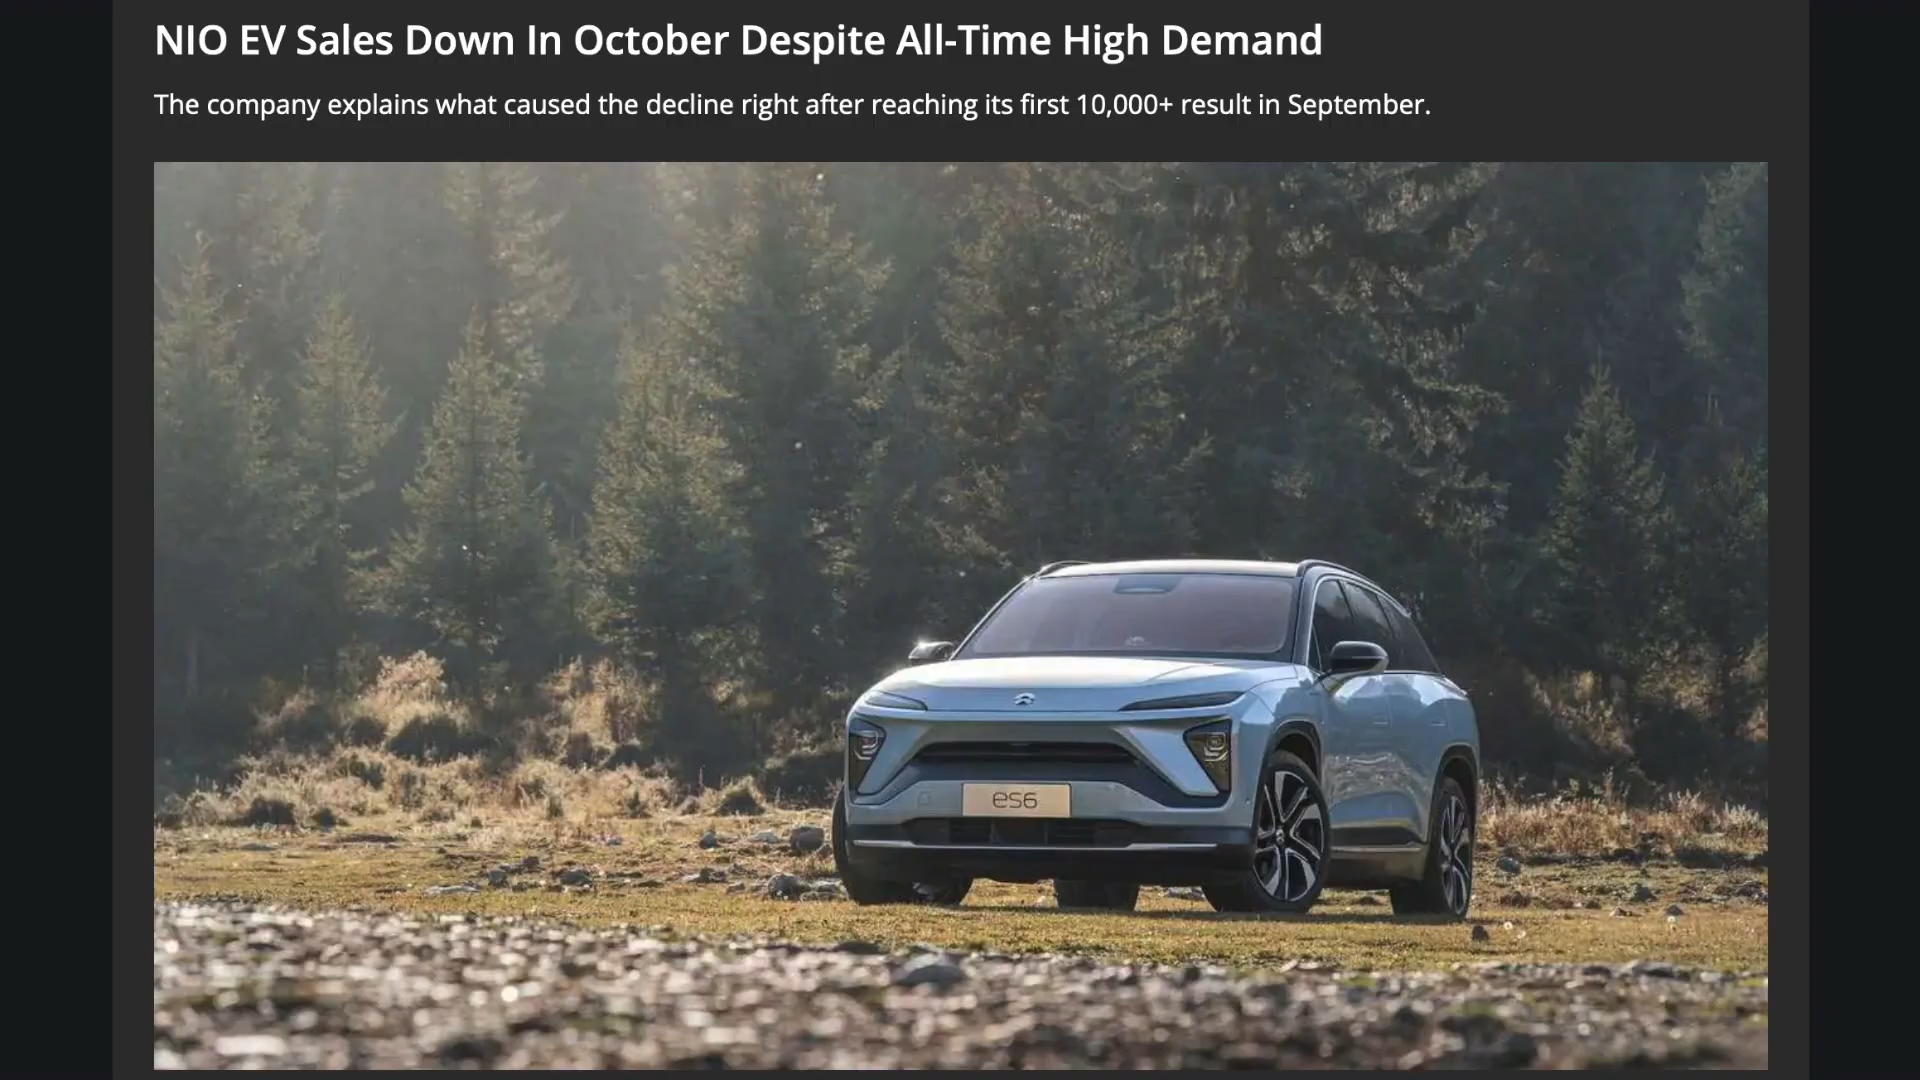 NIO EV Sales Down In October Despite All-Time High Demand
The company explains what caused the decline right after reaching its first 10,000+ result in September.
es6